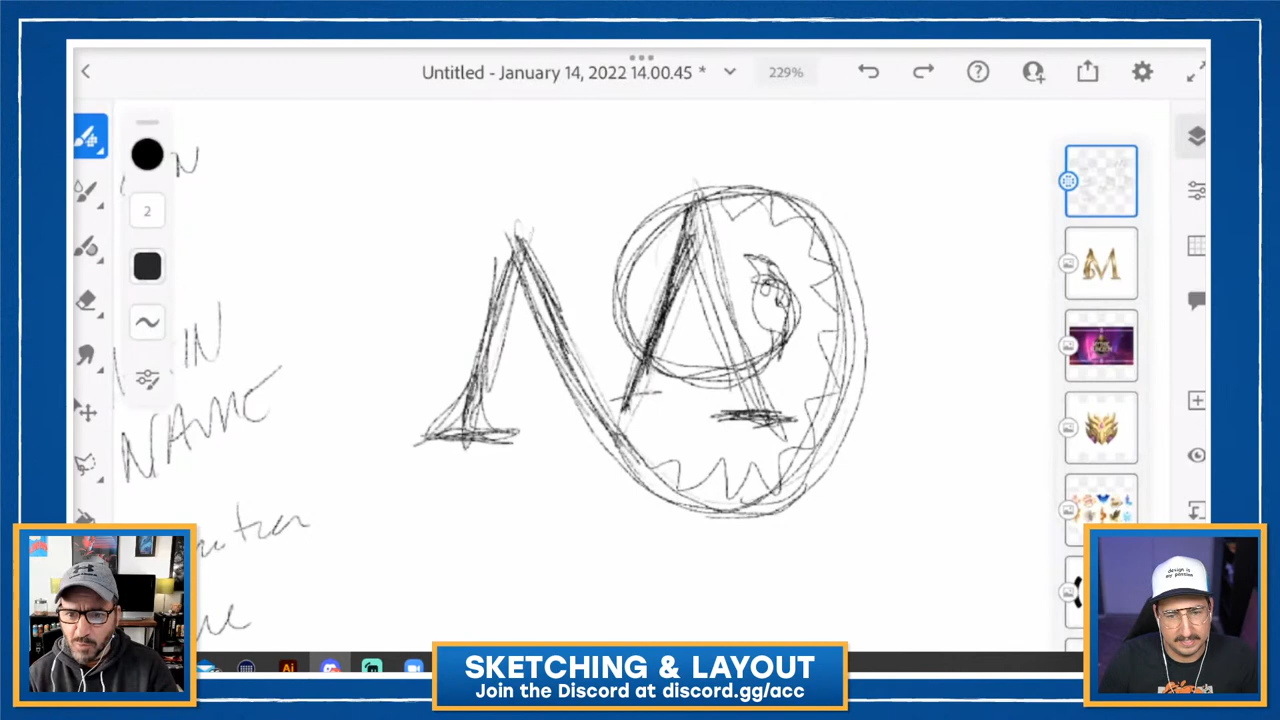 Untitled - January 14, 2022 14.00.45 *
229%
2
IN
NAME
M
Ai
design is
my passion
SKETCHING & LAYOUT
Join the Discord at discord.gg/acc